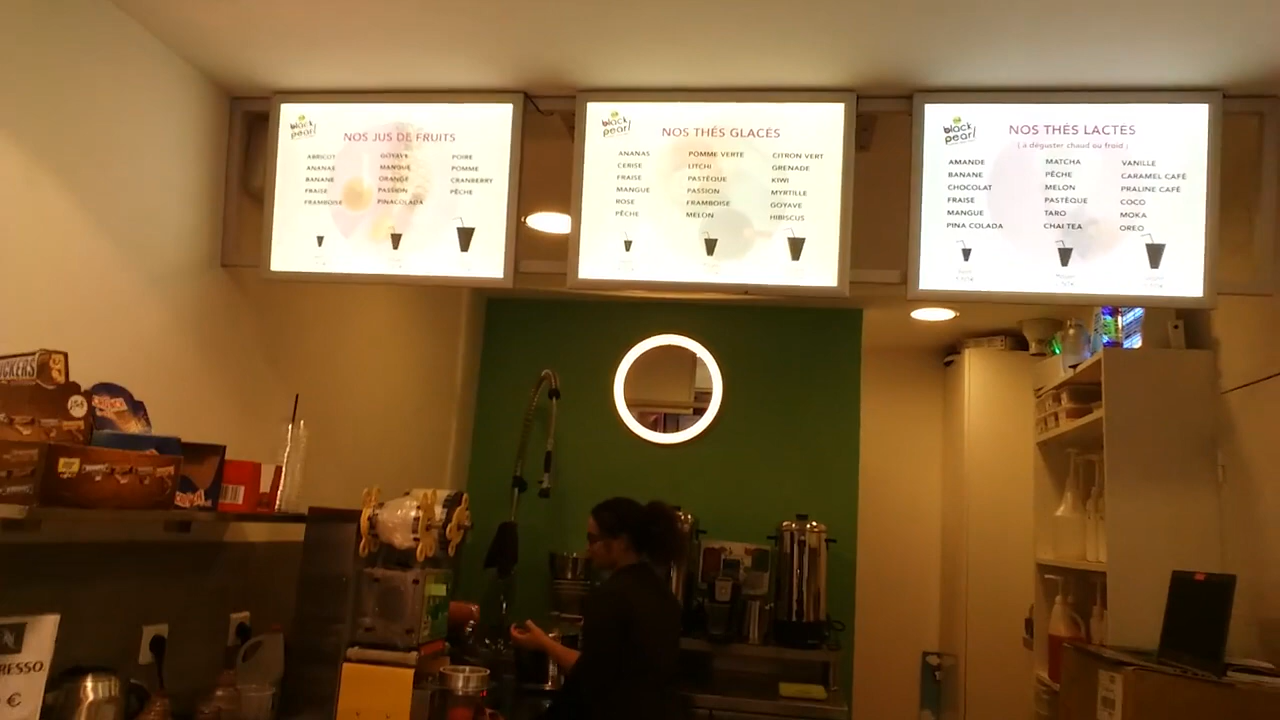 black
pearl
NOS JUS DE FRUITS
ABRICOT
ANANAS
BANANE
FRAISE
FRAMBOISE
GOYAVE
MANGUE
ORANGE
PASSION
PINACOLADA
POIRE
POMME
CRANBERRY
PÊCHE
black
pearl
NOS THÉS GLACÉS
ANANAS
CERISE
FRAISE
MANGUE
ROSE
PÊCHE
POMME VERTE
LITCHI
PASTÈQUE
PASSION
FRAMBOISE
MELON
CITRON VERT
GRENADE
KIWI
MYRTILLE
GOYAVE
HIBISCUS
black
pearl
NOS THÉS LACTÉS
( à déguster chaud ou froid )
AMANDE
BANANE
CHOCOLAT
FRAISE
MANGUE
PINA COLADA
MATCHA
PÊCHE
MELON
PASTÈQUE
TARO
CHAI TEA
VANILLE
CARAMEL CAFÉ
PRALINE CAFÉ
COCO
MOKA
OREO
ICKERS
RESSO
€